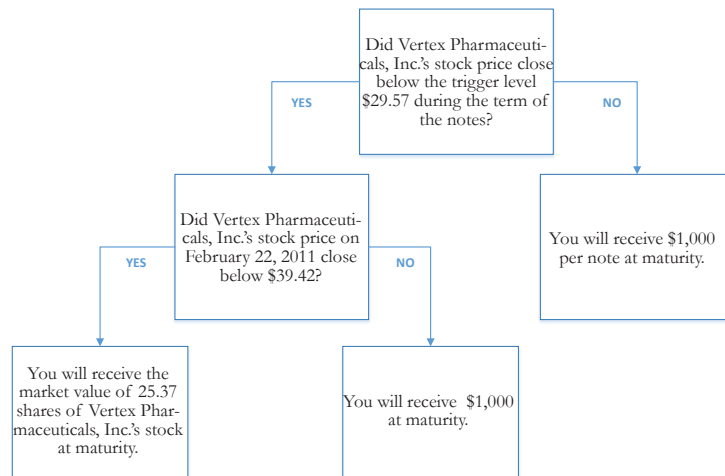 Did Vertex Pharmaceuti-
cals, Inc.'s stock price close
below the trigger level
$29.57 during the term of
the notes?
YES
NO
Did Vertex Pharmaceuti-
cals, Inc.'s stock price on
February 22, 2011 close
below $39.42?
You will receive $1,000
per note at maturity.
YES
NO
You will receive the
market value of 25.37
shares of Vertex Phar-
maceuticals, Inc.'s stock
at maturity.
You will receive $1,000
at maturity.